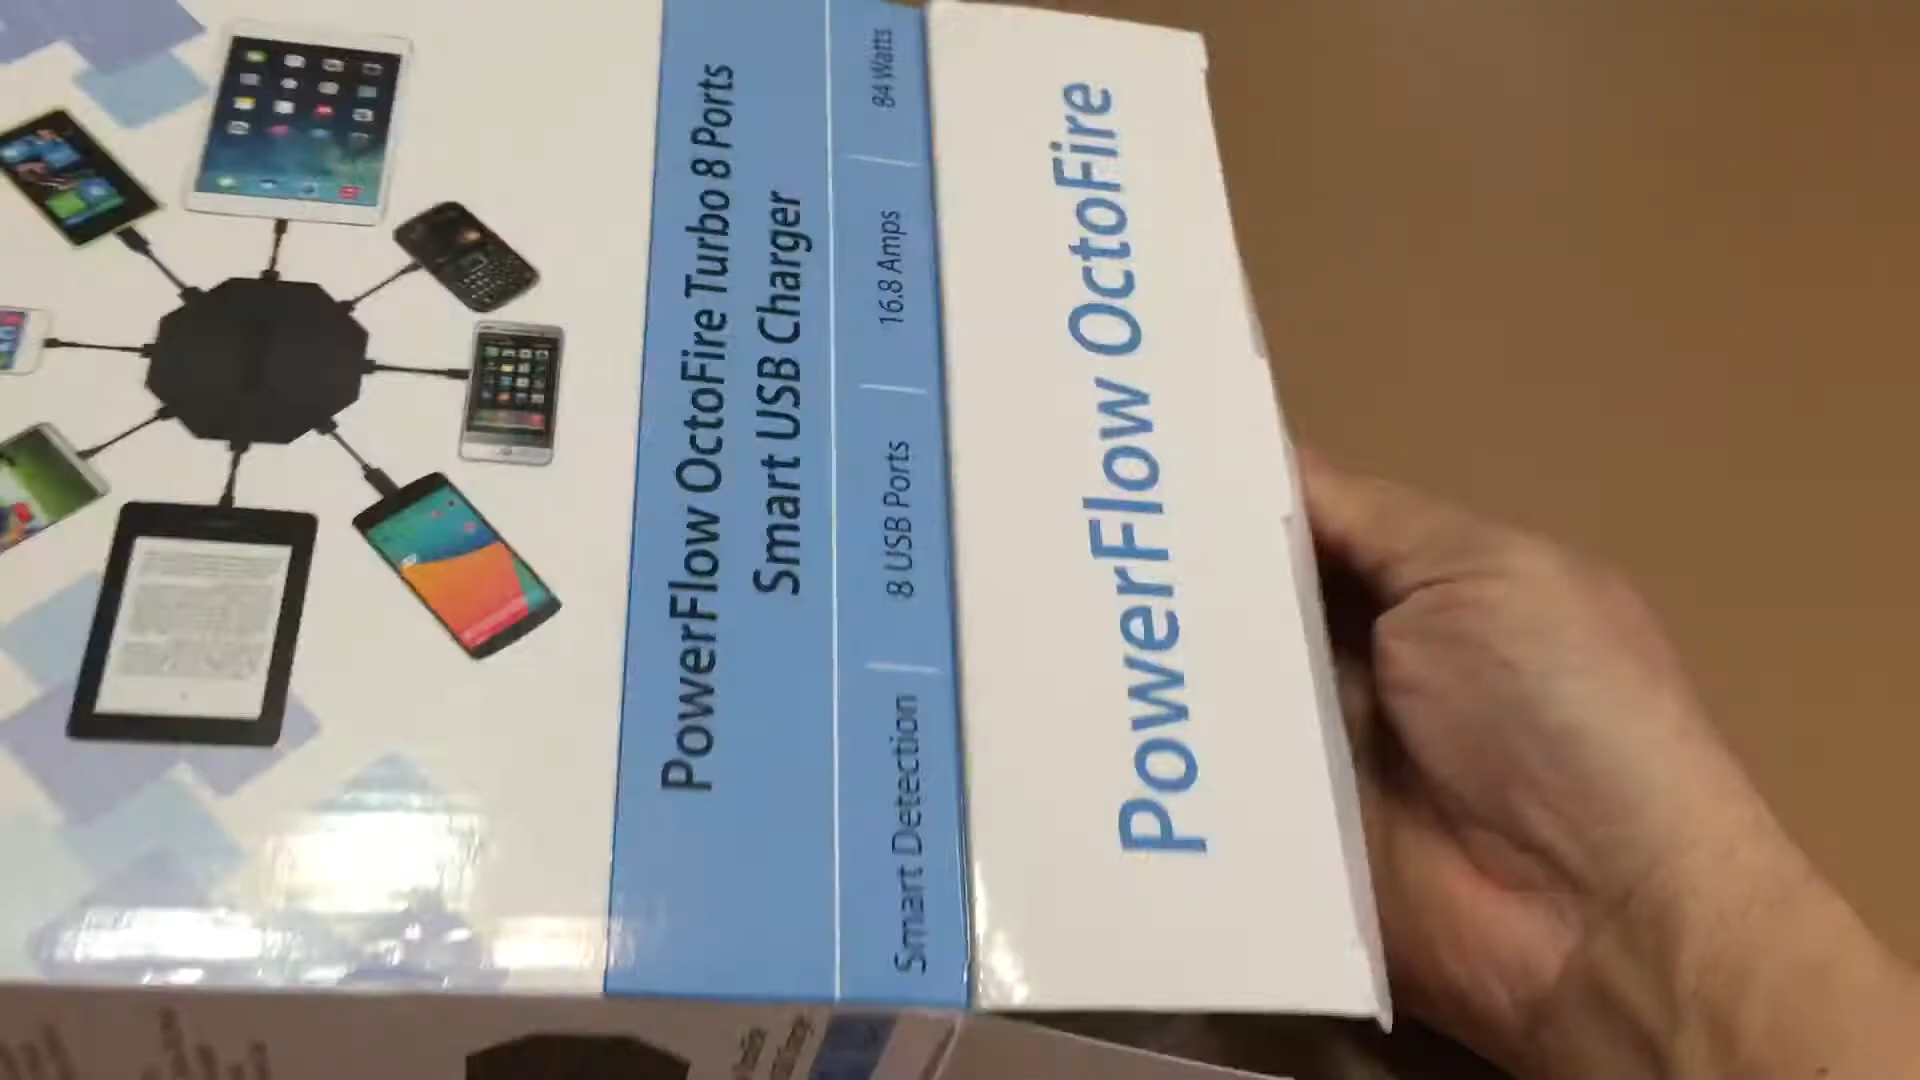 PowerFlow OctoFire Turbo 8 Ports
Smart USB Charger
Smart Detection
8 USB Ports
16.8 Amps
84 Watts
PowerFlow OctoFire